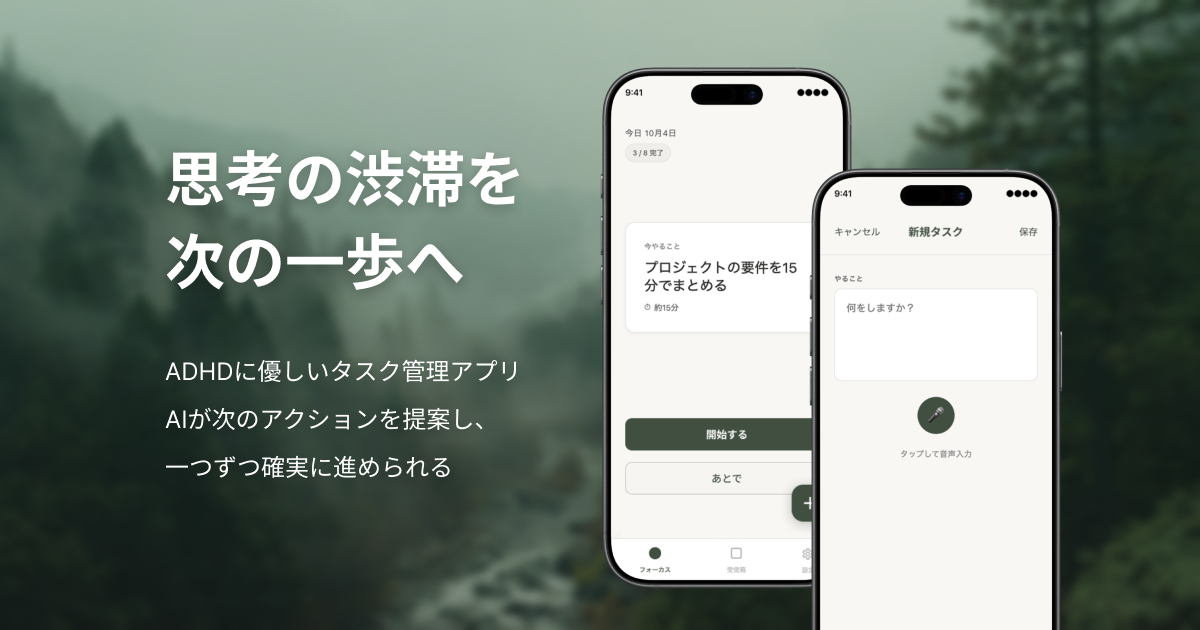 思考の渋滞を
次の一歩へ
ADHDに優しいタスク管理アプリ
AIが次のアクションを提案し、
一つずつ確実に進められる
9:41
今日 10月4日
3 / 8 完了
今やること
プロジェクトの要件を15
分でまとめる
約15分
開始する
あとで
+
フォーカス
受信箱
9:41
キャンセル
新規タスク
保存
やること
何をしますか？
タップして音声入力